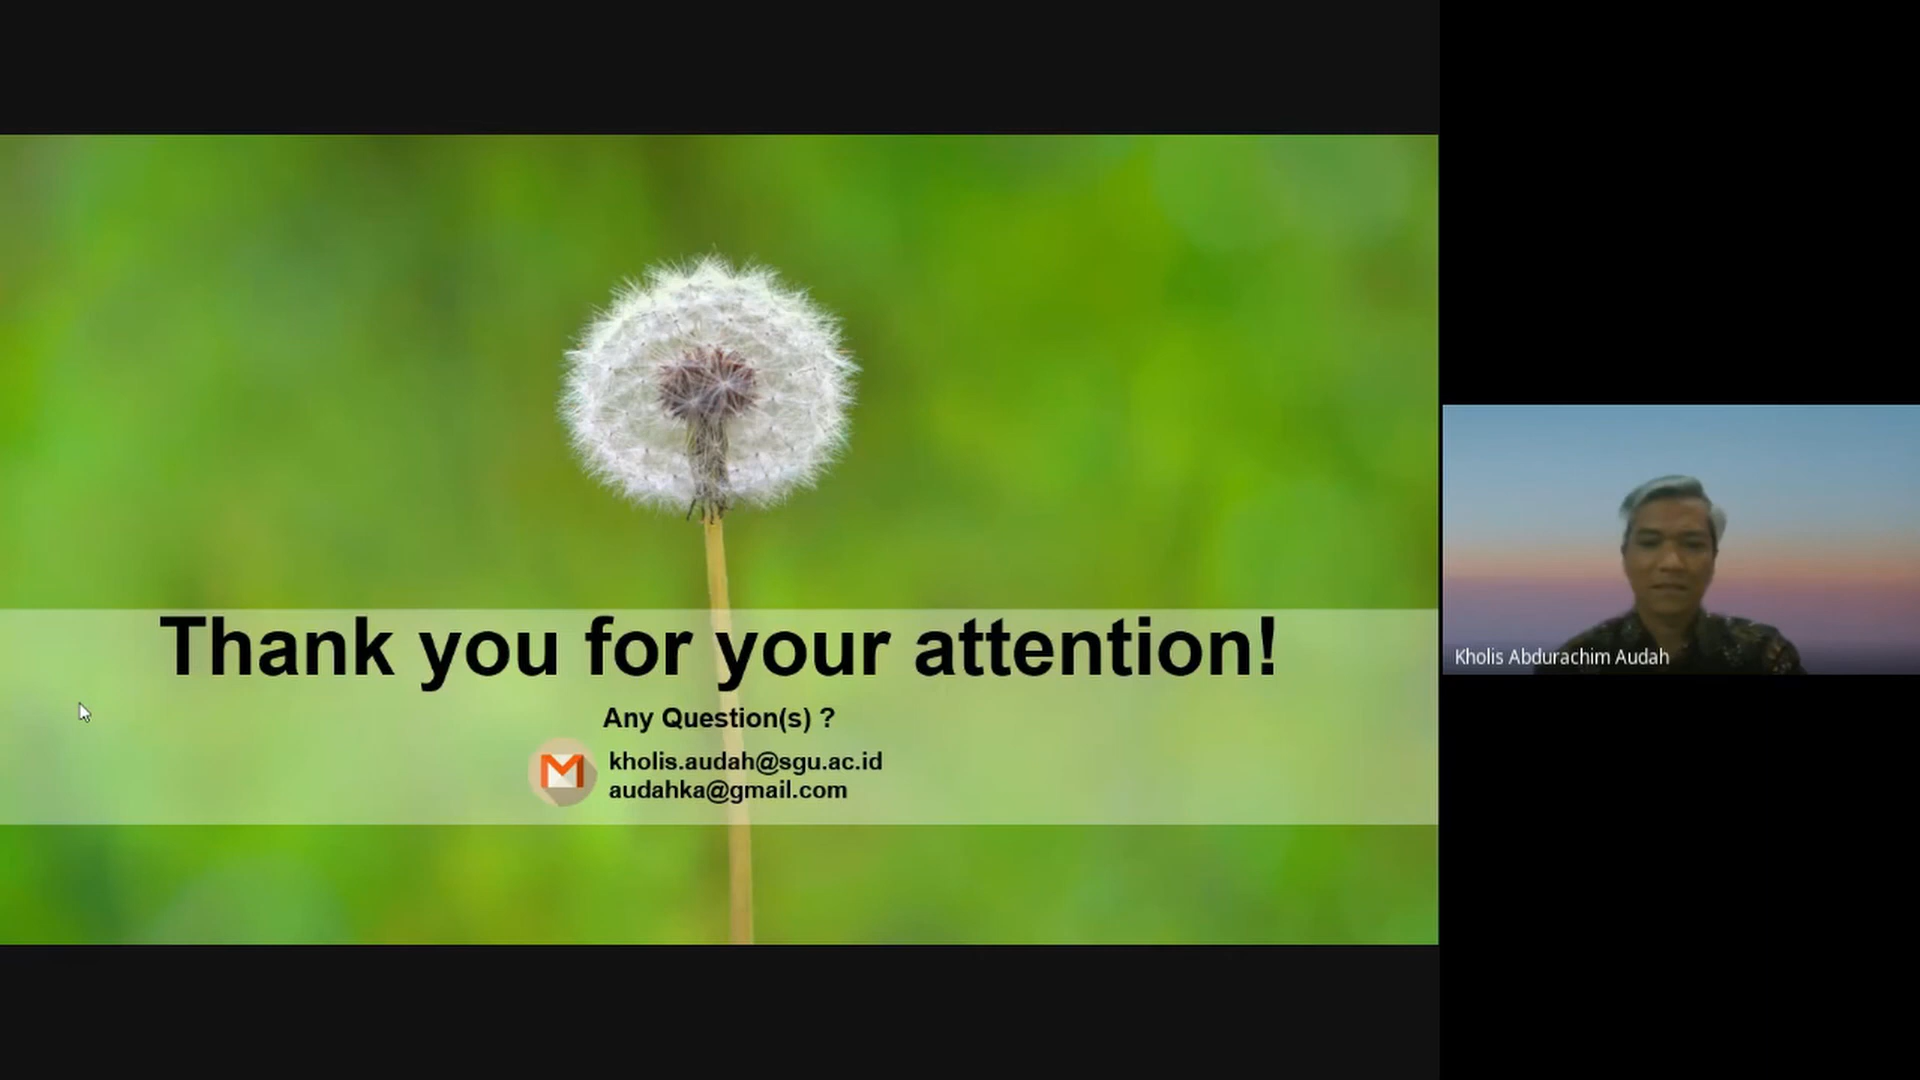 Thank you for your attention!
Any Question(s) ?
kholis.audah@sgu.ac.id
audahka@gmail.com
Kholis Abdurachim Audah